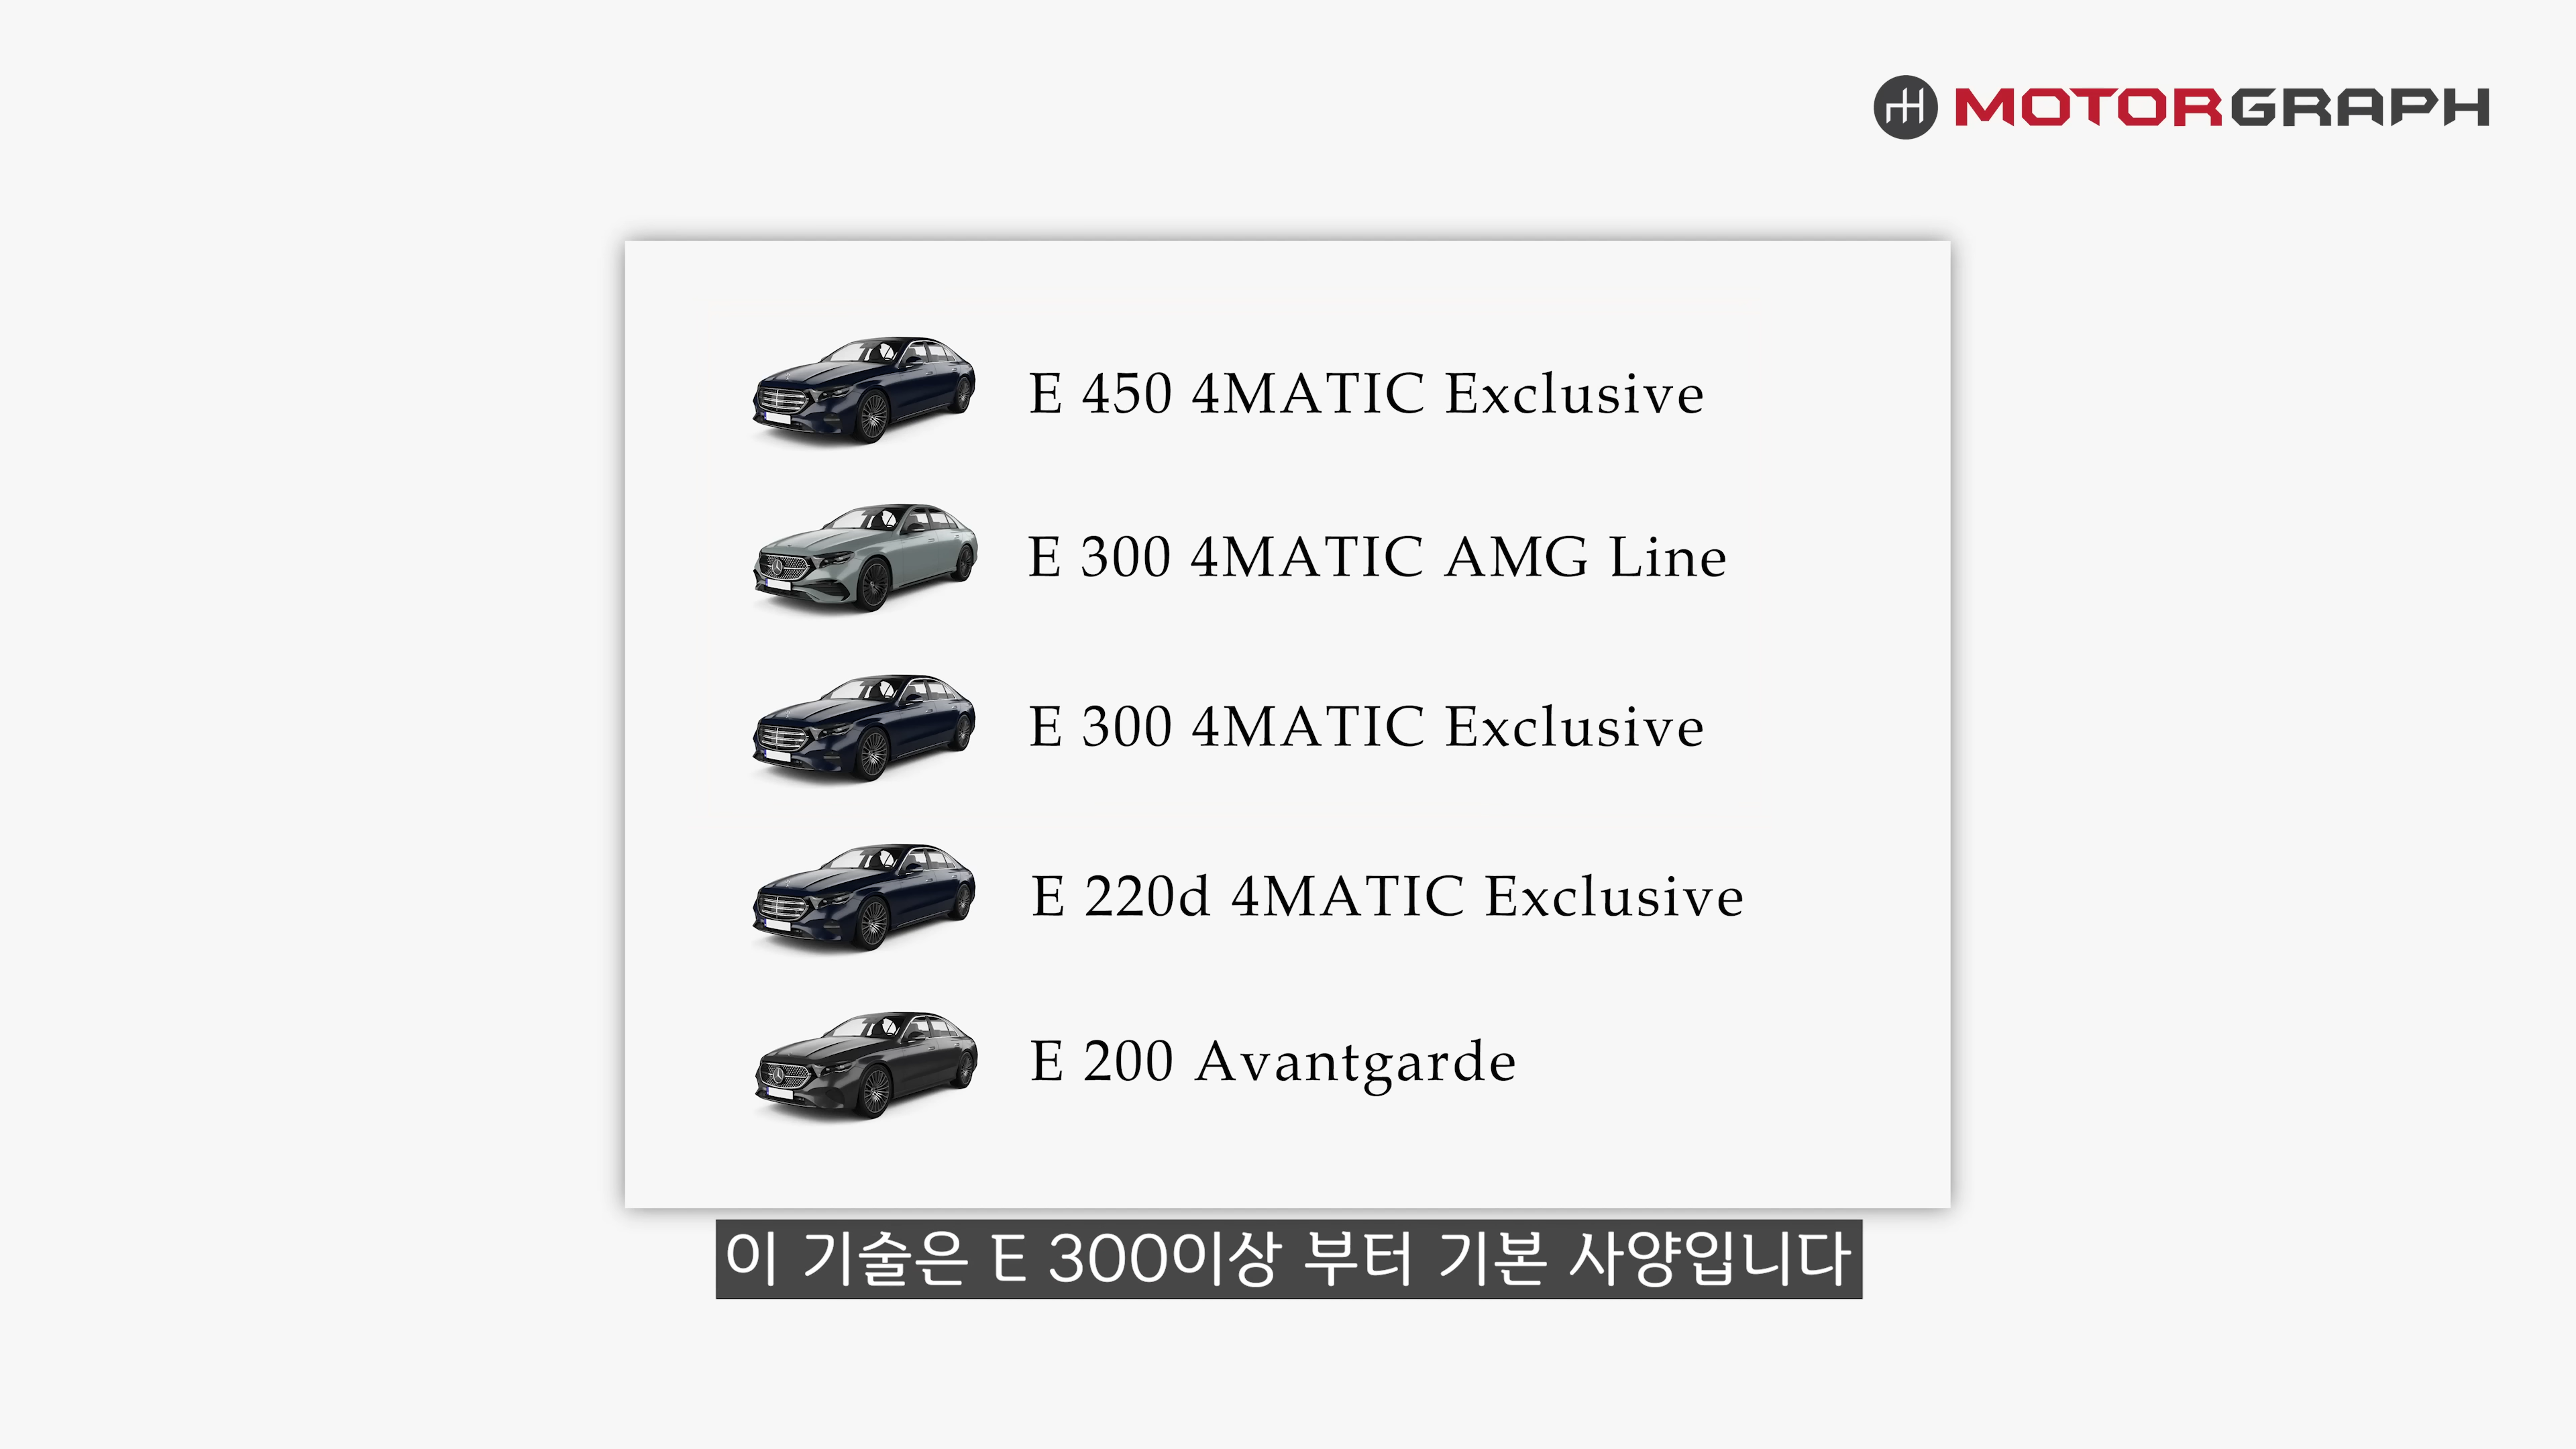 MOTORGRAPH
E 450 4MATIC Exclusive
E 300 4MATIC AMG Line
E 300 4MATIC Exclusive
E 220d 4MATIC Exclusive
E 200 Avantgarde
이 기술은 E 300이상 부터 기본 사양입니다